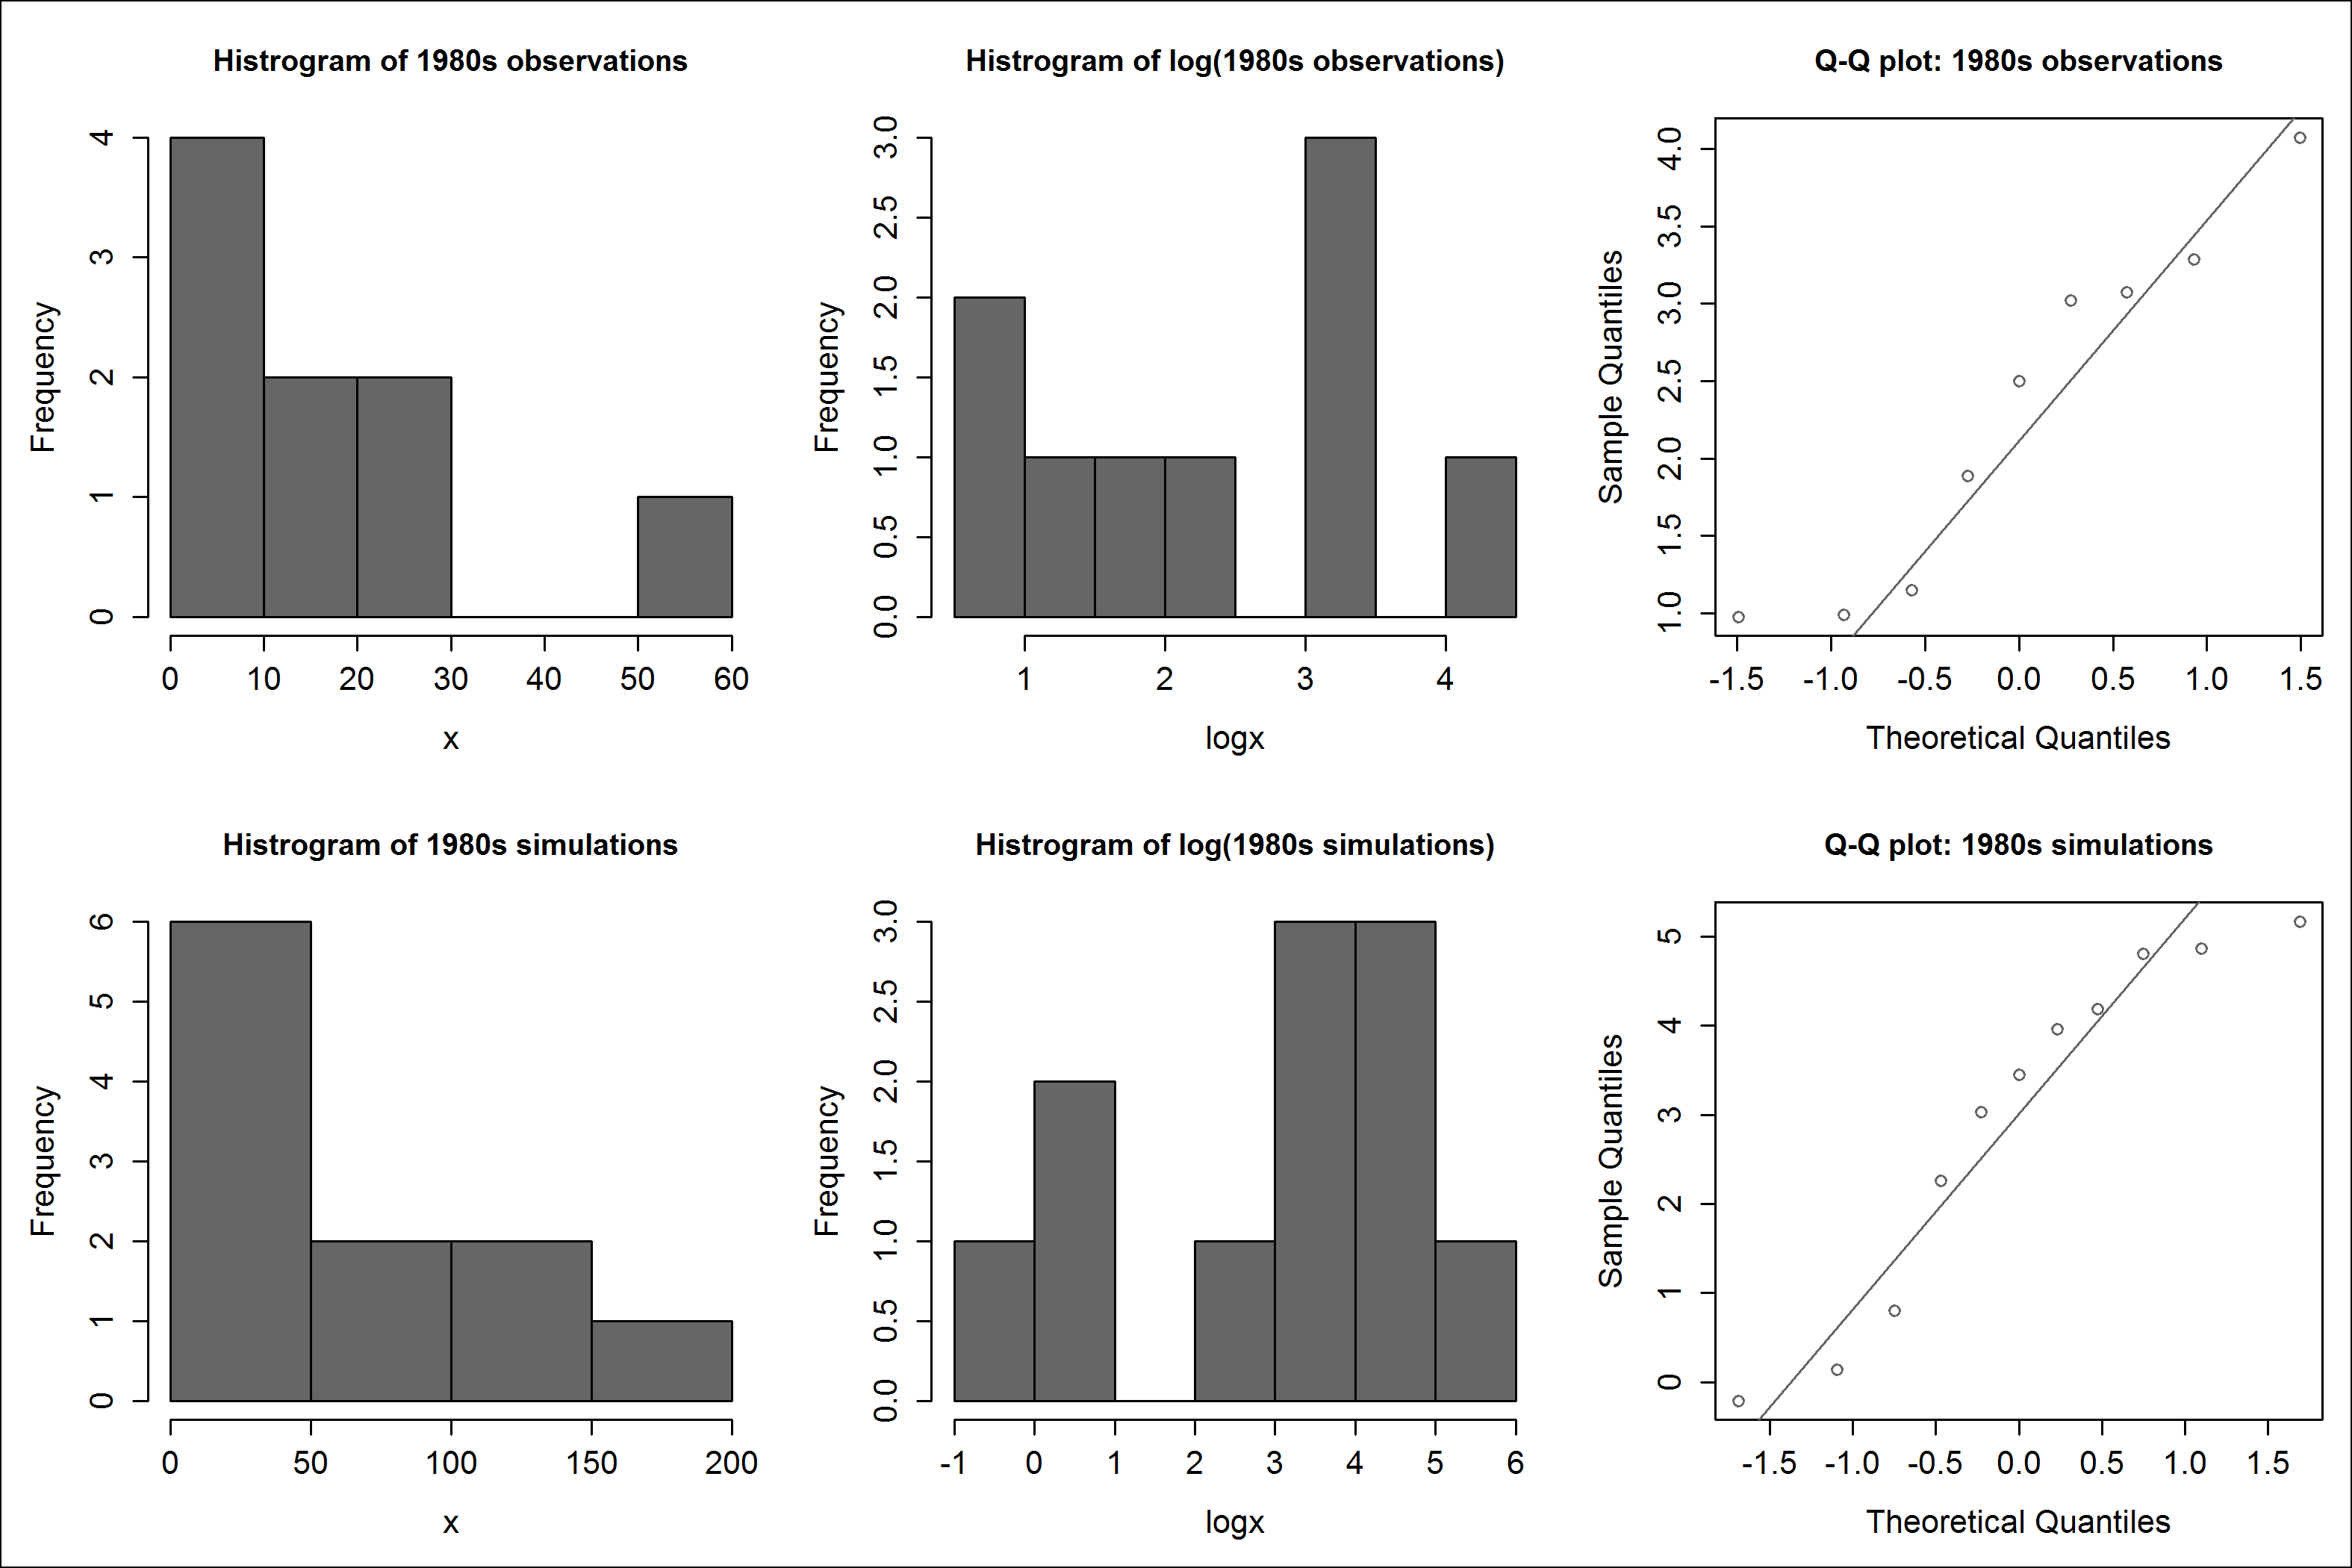 Histrogram of 1980s observations
Frequency
0 1 2 3 4
0 10 20 30 40 50 60
x
Histrogram of log(1980s observations)
Frequency
0.0 0.5 1.0 1.5 2.0 2.5 3.0
1 2 3 4
logx
Q-Q plot: 1980s observations
Sample Quantiles
1.0 1.5 2.0 2.5 3.0 3.5 4.0
-1.5 -1.0 -0.5 0.0 0.5 1.0 1.5
Theoretical Quantiles
Histrogram of 1980s simulations
Frequency
0 1 2 3 4 5 6
0 50 100 150 200
x
Histrogram of log(1980s simulations)
Frequency
0.0 0.5 1.0 1.5 2.0 2.5 3.0
-1 0 1 2 3 4 5 6
logx
Q-Q plot: 1980s simulations
Sample Quantiles
0 1 2 3 4 5
-1.5 -1.0 -0.5 0.0 0.5 1.0 1.5
Theoretical Quantiles